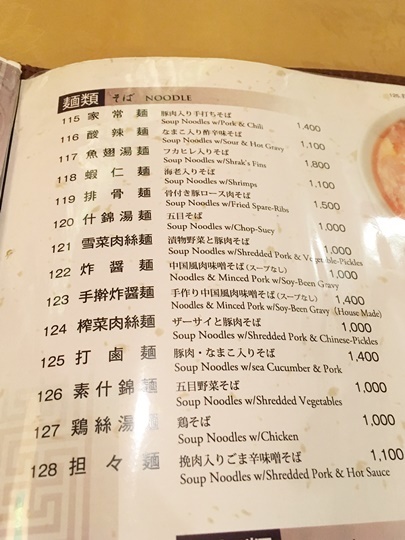 麵類 そば NOODLE
115 家常麵 豚肉入り手打ちそば
Soup Noodles w/Pork & Chili 1,400
116 酸辣麵 なまこ入り酢辛味そば
Soup Noodles w/Sour & Hot Gravy 1,100
117 魚翅湯麵 フカヒレ入りそば
Soup Noodles w/Shrak's Fins 1,800
118 蝦仁麵 海老入りそば
Soup Noodles w/Shrimps 1,100
119 排骨麵 骨付き豚ロース肉そば
Soup Noodles w/Fried Spare-Ribs 1,500
120 什錦湯麵 五目そば
Soup Noodles w/Chop-Suey 1,000
121 雪菜肉絲麵 漬物野菜と豚肉そば
Soup Noodles w/Shredded Pork & Vegetable-Pickles 1,000
122 炸醤麵 中国風肉味噌そば(スープなし)
Noodles & Minced Pork w/Soy-Been Gravy 1,000
123 手擀炸醤麵 手作り中国風肉味噌そば(スープなし) 1,400
Noodles & Minced Pork w/Soy-Been Gravy (House Made)
124 榨菜肉絲麵 ザーサイと豚肉そば 1,000
Soup Noodles w/Shredded Pork & Chinese-Pickles
125 打鹵麵 豚肉・なまこ入りそば 1,400
Soup Noodles w/sea Cucumber & Pork
126 素什錦麵 五目野菜そば 1,000
Soup Noodles w/Shredded Vegetables
127 鶏絲湯麵 鶏そば 1,000
Soup Noodles w/Chicken
128 担々麵 挽肉入りごま辛味噌そば 1,100
Soup Noodles w/Shredded Pork & Hot Sauce